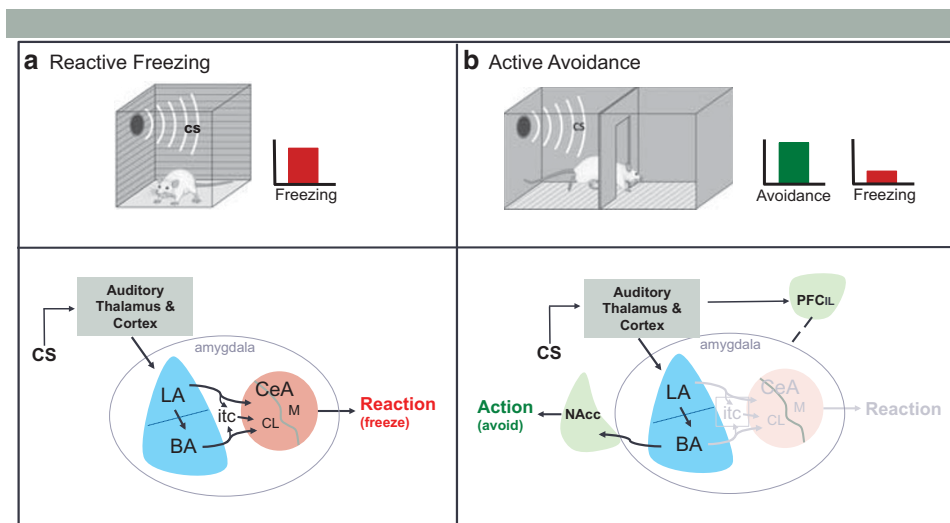 a Reactive Freezing
CS
Freezing
b Active Avoidance
CS
Avoidance
Freezing
Auditory
Thalamus &
Cortex
CS
amygdala
LA
BA
itc
CeA
CL
M
Reaction
(freeze)
Auditory
Thalamus &
Cortex
PFCIL
CS
amygdala
LA
BA
itc
CeA
CL
M
NAcc
Action
(avoid)
Reaction